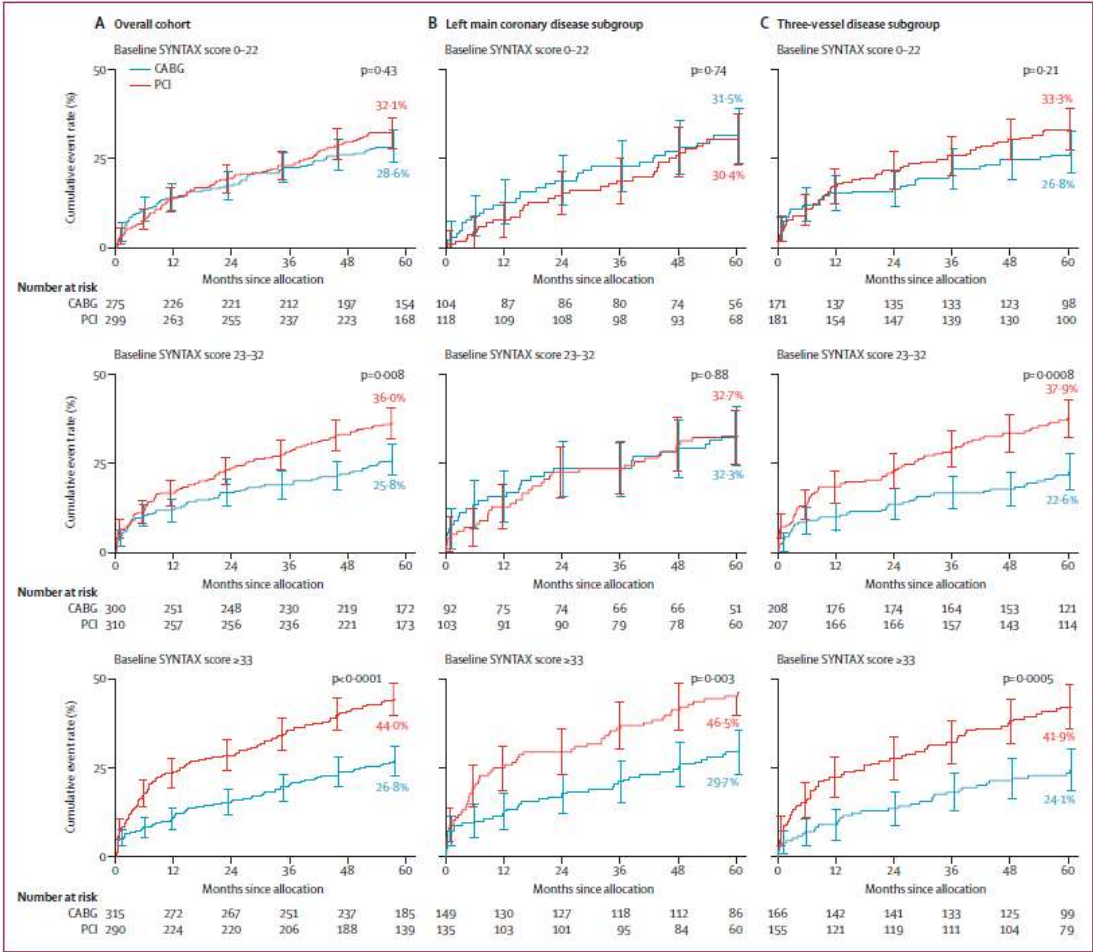 A Overall cohort
B Left main coronary disease subgroup
C Three-vessel disease subgroup
Baseline SYNTAX score 0–22
Baseline SYNTAX score 0–22
Baseline SYNTAX score 0–22
Cumulative event rate (%)
50
25
0
CABG
PCI
p=0·43
32·1%
28·6%
p=0·74
31·5%
30·4%
p=0·21
33·3%
26·8%
0 12 24 36 48 60
0 12 24 36 48 60
0 12 24 36 48 60
Months since allocation
Months since allocation
Months since allocation
Number at risk
CABG 275 226 221 212 197 154 104 87 86 80 74 56 171 137 135 133 123 98
PCI 299 263 255 237 223 168 118 109 108 98 93 68 181 154 147 139 130 100
Baseline SYNTAX score 23–32
Baseline SYNTAX score 23–32
Baseline SYNTAX score 23–32
Cumulative event rate (%)
50
25
0
p=0·008
36·0%
25·8%
p=0·88
32·7%
32·3%
p=0·0008
37·9%
22·6%
0 12 24 36 48 60
0 12 24 36 48 60
0 12 24 36 48 60
Months since allocation
Months since allocation
Months since allocation
Number at risk
CABG 300 251 248 230 219 172 92 75 74 66 66 51 208 176 174 164 153 121
PCI 310 257 256 236 221 173 103 91 90 79 78 60 207 166 166 157 143 114
Baseline SYNTAX score ≥33
Baseline SYNTAX score ≥33
Baseline SYNTAX score ≥33
Cumulative event rate (%)
50
25
0
p<0·0001
44·0%
26·8%
p=0·003
46·5%
29·7%
p=0·0005
41·9%
24·1%
0 12 24 36 48 60
0 12 24 36 48 60
0 12 24 36 48 60
Months since allocation
Months since allocation
Months since allocation
Number at risk
CABG 315 272 267 251 237 185 149 130 127 118 112 86 166 142 141 133 125 99
PCI 290 224 220 206 188 139 135 103 101 95 84 60 155 121 119 111 104 79